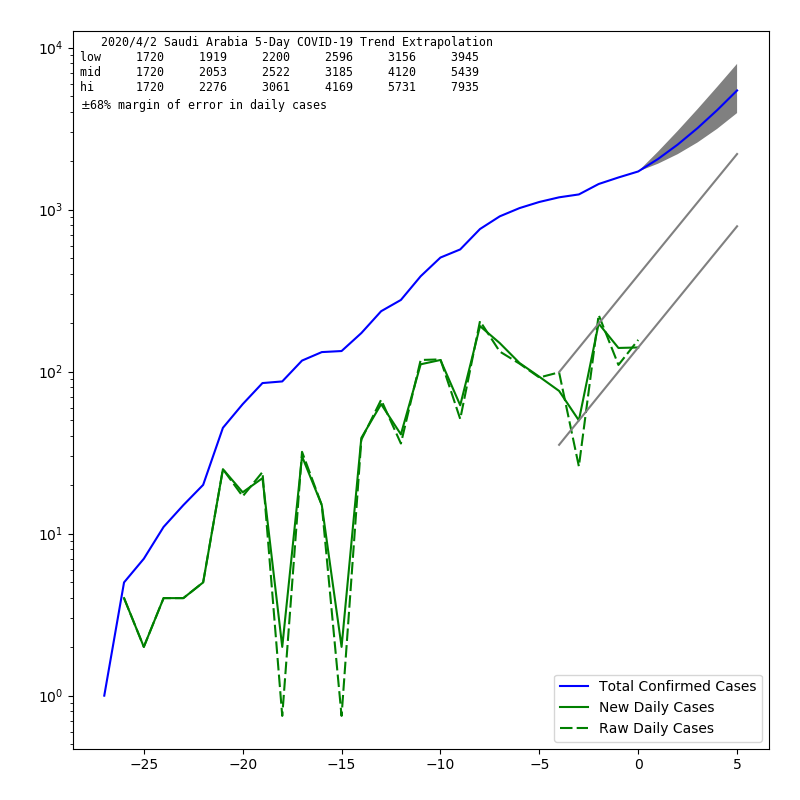 2020/4/2 Saudi Arabia 5-Day COVID-19 Trend Extrapolation
low 1720 1919 2200 2596 3156 3945
mid 1720 2053 2522 3185 4120 5439
hi 1720 2276 3061 4169 5731 7935
±68% margin of error in daily cases
10⁴
10³
10²
10¹
10⁰
Total Confirmed Cases
New Daily Cases
Raw Daily Cases
−25 −20 −15 −10 −5 0 5